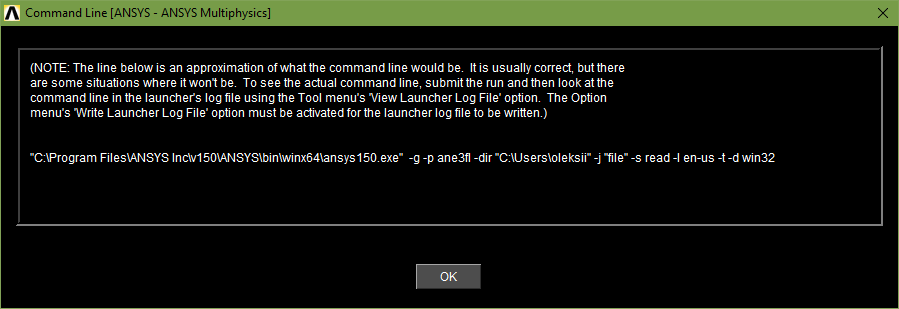 Command Line [ANSYS - ANSYS Multiphysics]
(NOTE: The line below is an approximation of what the command line would be.  It is usually correct, but there
are some situations where it won't be.  To see the actual command line, submit the run and then look at the
command line in the launcher's log file using the Tool menu's 'View Launcher Log File' option.  The Option
menu's 'Write Launcher Log File' option must be activated for the launcher log file to be written.)
"C:\Program Files\ANSYS Inc\v150\ANSYS\bin\winx64\ansys150.exe"  -g -p ane3fl -dir "C:\Users\oleksii" -j "file" -s read -l en-us -t -d win32
OK